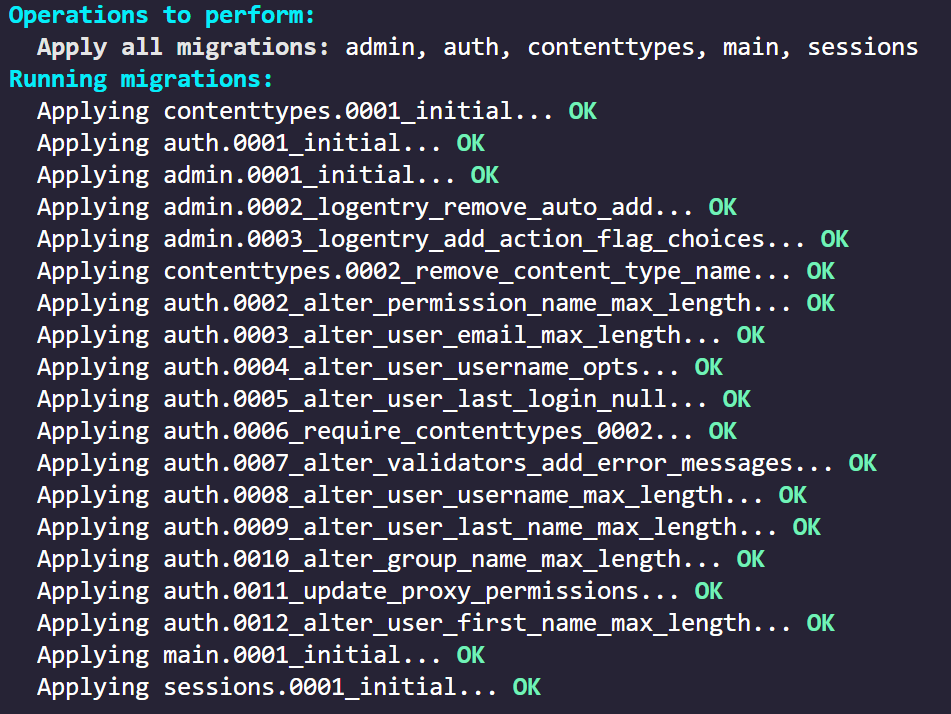 Operations to perform:
Apply all migrations: admin, auth, contenttypes, main, sessions
Running migrations:
Applying contenttypes.0001_initial... OK
Applying auth.0001_initial... OK
Applying admin.0001_initial... OK
Applying admin.0002_logentry_remove_auto_add... OK
Applying admin.0003_logentry_add_action_flag_choices... OK
Applying contenttypes.0002_remove_content_type_name... OK
Applying auth.0002_alter_permission_name_max_length... OK
Applying auth.0003_alter_user_email_max_length... OK
Applying auth.0004_alter_user_username_opts... OK
Applying auth.0005_alter_user_last_login_null... OK
Applying auth.0006_require_contenttypes_0002... OK
Applying auth.0007_alter_validators_add_error_messages... OK
Applying auth.0008_alter_user_username_max_length... OK
Applying auth.0009_alter_user_last_name_max_length... OK
Applying auth.0010_alter_group_name_max_length... OK
Applying auth.0011_update_proxy_permissions... OK
Applying auth.0012_alter_user_first_name_max_length... OK
Applying main.0001_initial... OK
Applying sessions.0001_initial... OK